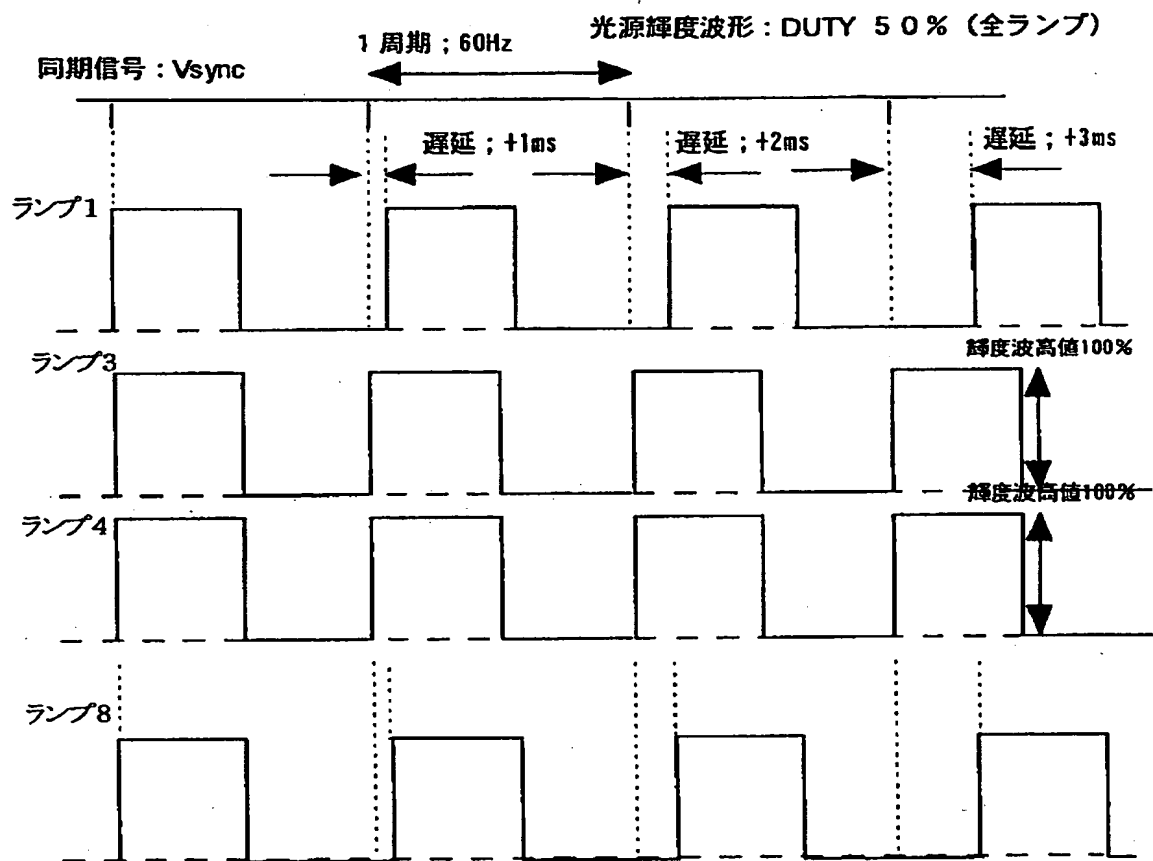 光源輝度波形：DUTY ５０％（全ランプ）
１周期；60Hz
同期信号：Vsync
遅延；+1ms
遅延；+2ms
遅延；+3ms
ランプ1
輝度波高値100%
ランプ3
輝度波高値100%
ランプ4
ランプ8